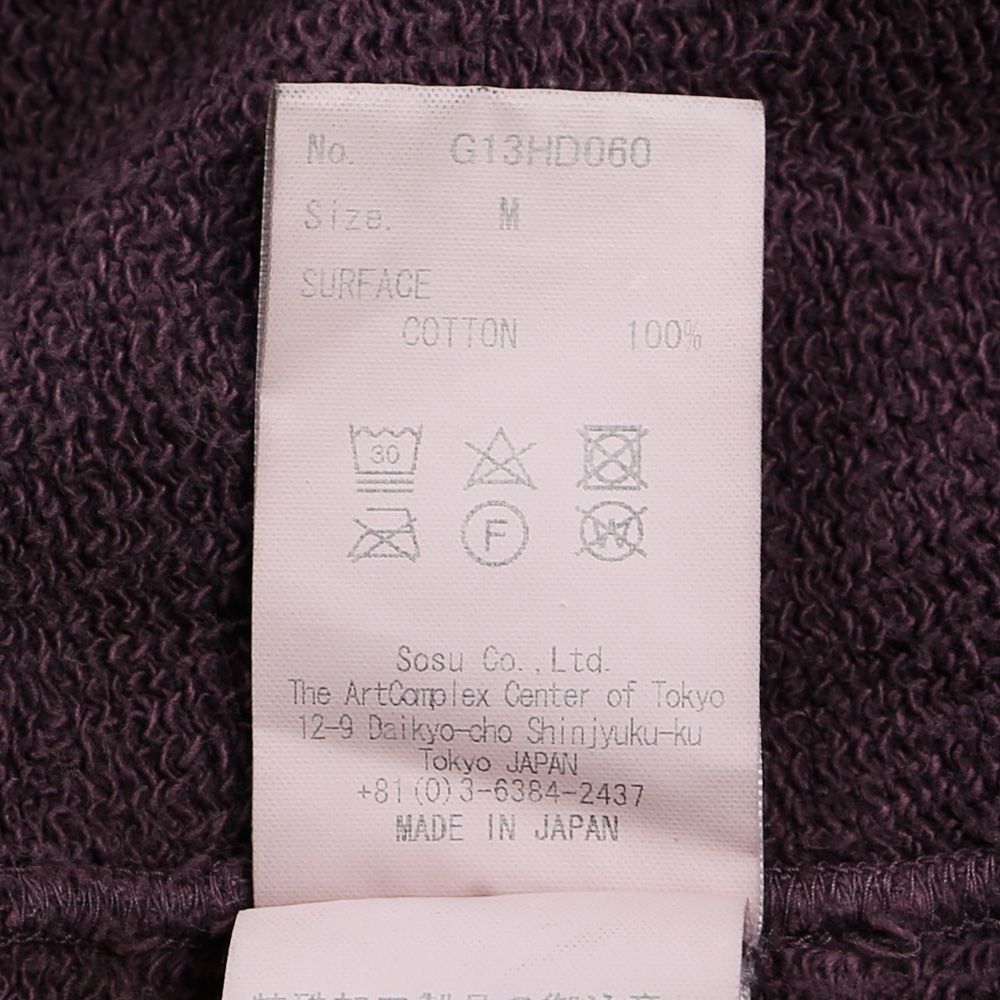 No. G13HD060
Size. M
SURFACE
COTTON 100%
30
F
W
Sosu Co.,Ltd.
The ArtComplex Center of Tokyo
12-9 Daikyo-cho Shinjyuku-ku
Tokyo JAPAN
+81(0)3-6384-2437
MADE IN JAPAN